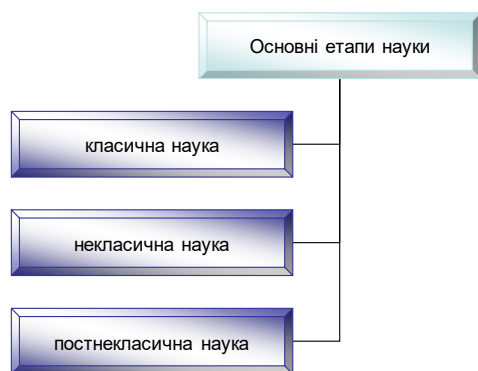 Основні етапи науки
класична наука
некласична наука
постнекласична наука